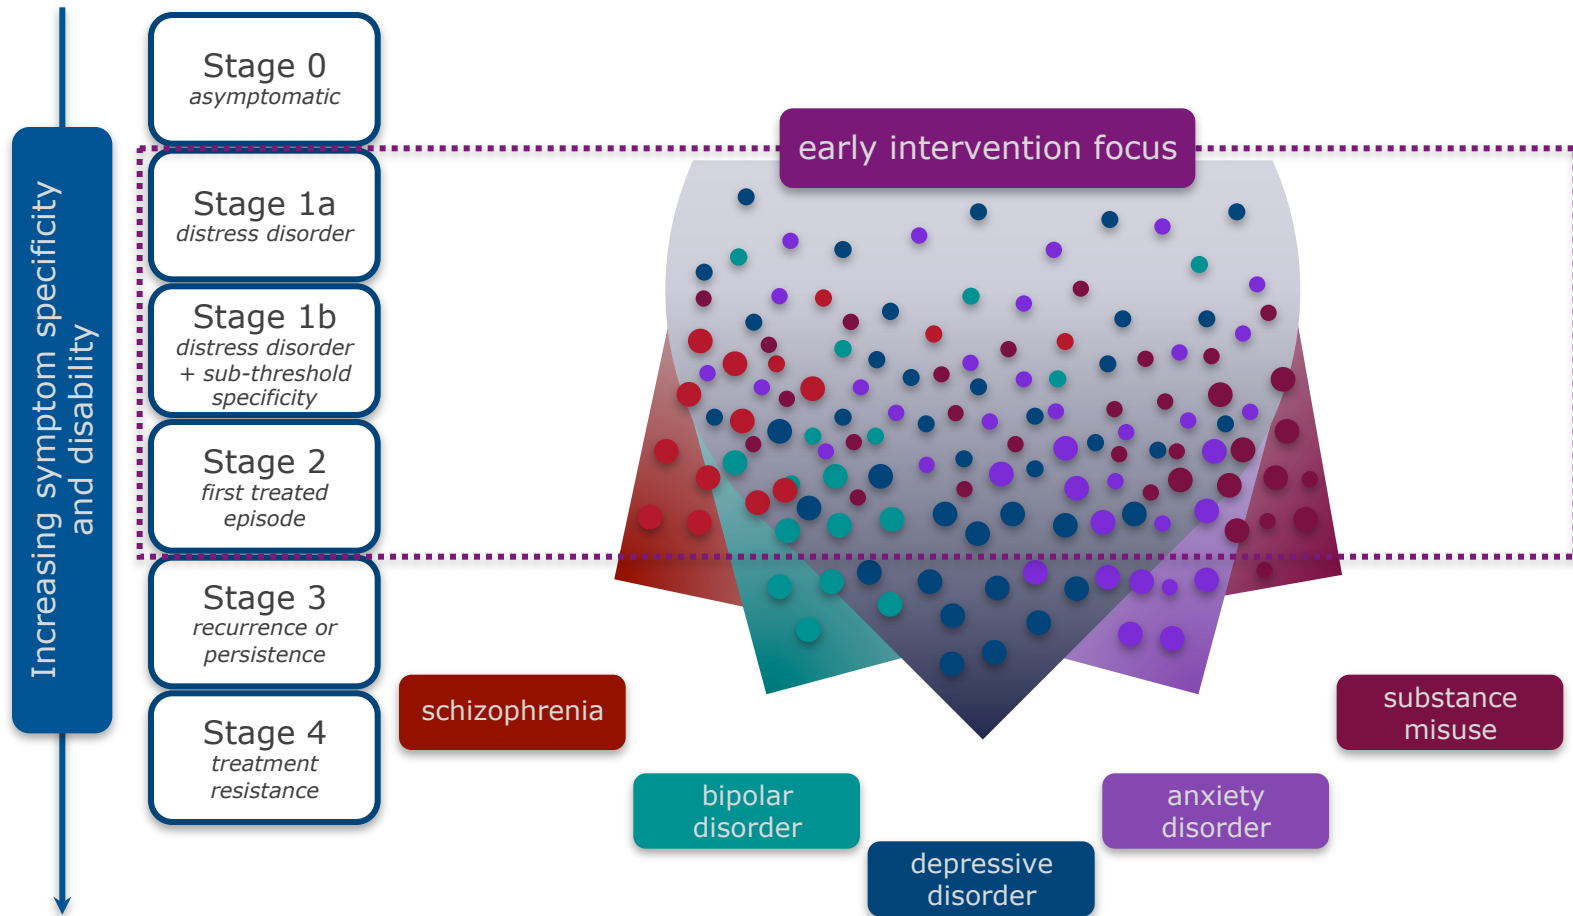 Increasing symptom specificity
and disability
Stage 0
asymptomatic
Stage 1a
distress disorder
Stage 1b
distress disorder
+ sub-threshold
specificity
Stage 2
first treated
episode
Stage 3
recurrence or
persistence
Stage 4
treatment
resistance
early intervention focus
schizophrenia
bipolar
disorder
depressive
disorder
anxiety
disorder
substance
misuse